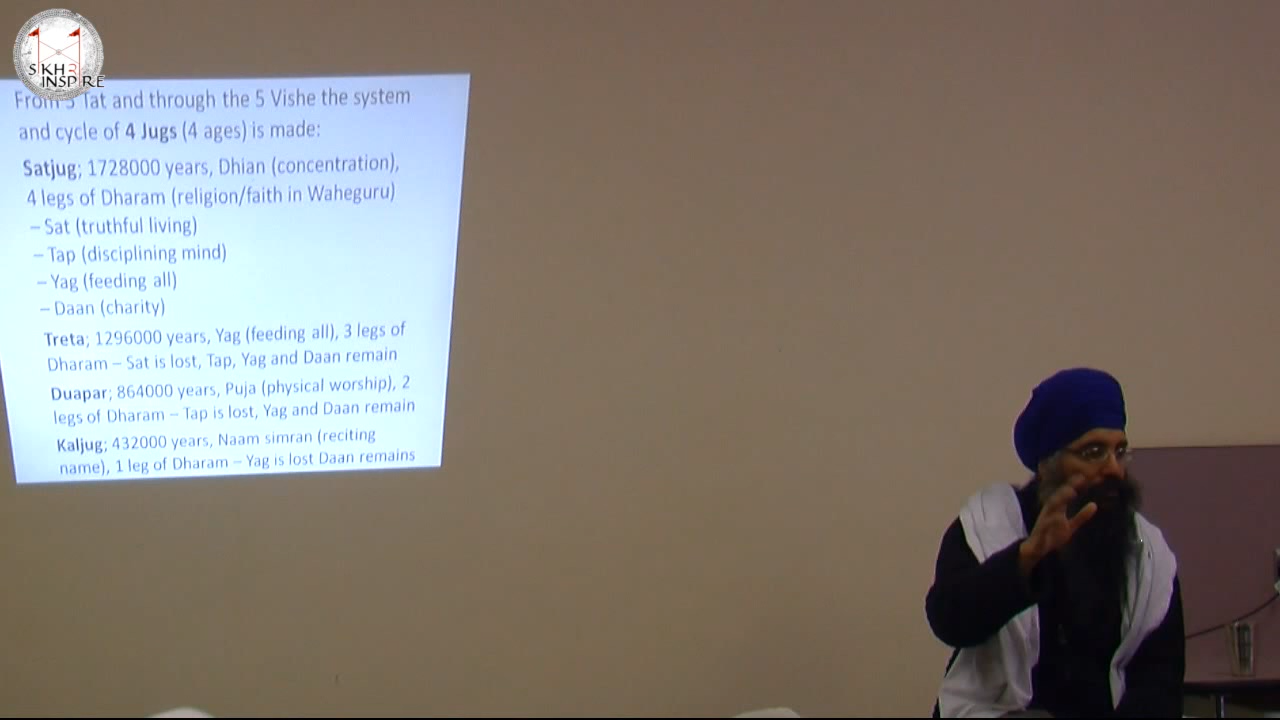 SIKH 2 INSPIRE
From 5 Tat and through the 5 Vishe the system
and cycle of 4 Jugs (4 ages) is made:
Satjug; 1728000 years, Dhian (concentration),
4 legs of Dharam (religion/faith in Waheguru)
– Sat (truthful living)
– Tap (disciplining mind)
– Yag (feeding all)
– Daan (charity)
Treta; 1296000 years, Yag (feeding all), 3 legs of
Dharam – Sat is lost, Tap, Yag and Daan remain
Duapar; 864000 years, Puja (physical worship), 2
legs of Dharam – Tap is lost, Yag and Daan remain
Kaljug; 432000 years, Naam simran (reciting
name), 1 leg of Dharam – Yag is lost Daan remains